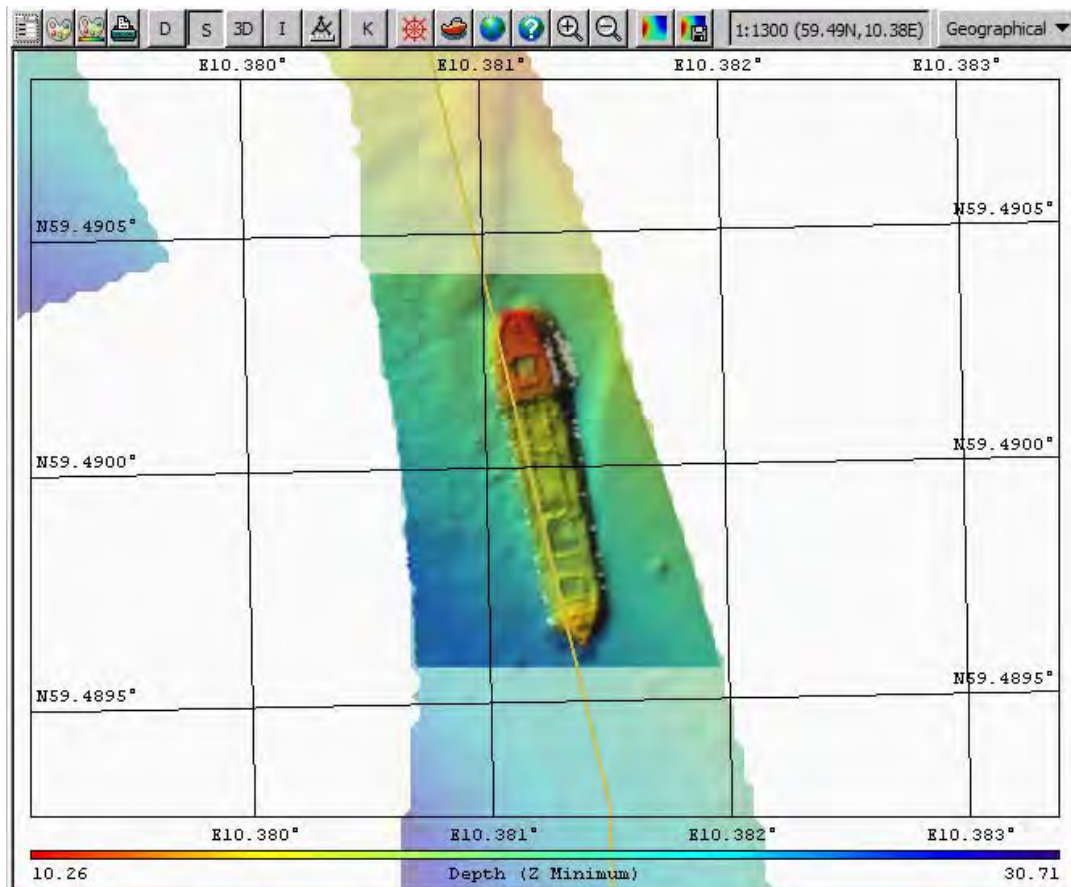 D S 3D I K 1:1300 (59.49N,10.38E) Geographical
E10.380° E10.381° E10.382° E10.383°
N59.4905° N59.4905°
N59.4900° N59.4900°
N59.4895° N59.4895°
E10.380° E10.381° E10.382° E10.383°
10.26 Depth (Z Minimum) 30.71